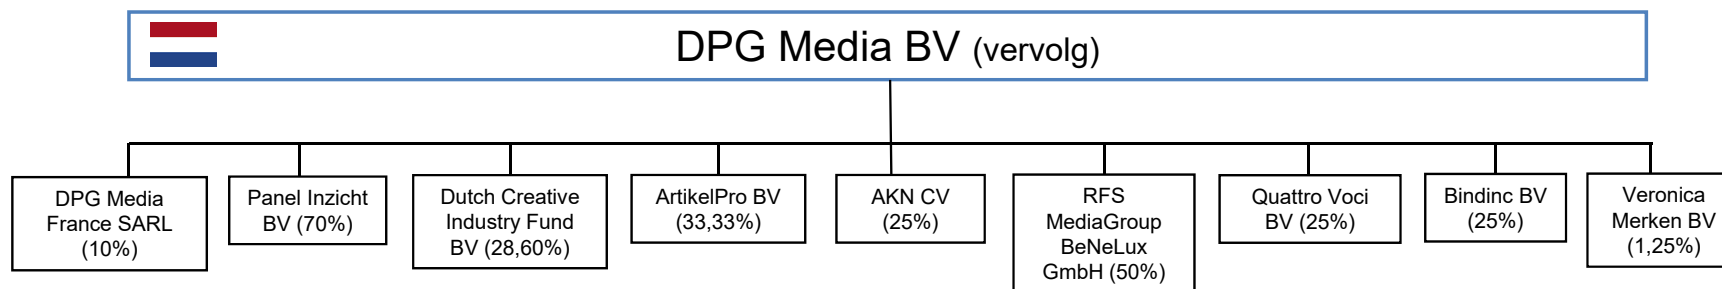 DPG Media BV (vervolg)
DPG Media
France SARL
(10%)
Panel Inzicht
BV (70%)
Dutch Creative
Industry Fund
BV (28,60%)
ArtikelPro BV
(33,33%)
AKN CV
(25%)
RFS
MediaGroup
BeNeLux
GmbH (50%)
Quattro Voci
BV (25%)
Bindinc BV
(25%)
Veronica
Merken BV
(1,25%)